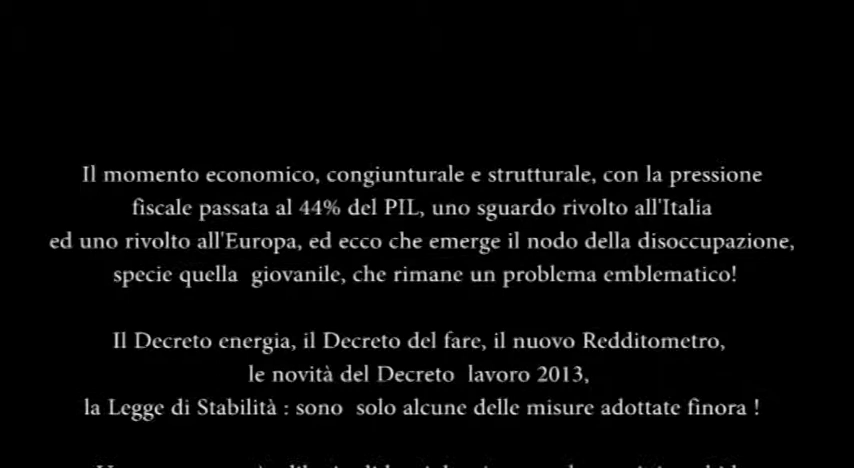 Il momento economico, congiunturale e strutturale, con la pressione
fiscale passata al 44% del PIL, uno sguardo rivolto all'Italia
ed uno rivolto all'Europa, ed ecco che emerge il nodo della disoccupazione,
specie quella giovanile, che rimane un problema emblematico!
Il Decreto energia, il Decreto del fare, il nuovo Redditometro,
le novità del Decreto lavoro 2013,
la Legge di Stabilità : sono solo alcune delle misure adottate finora !